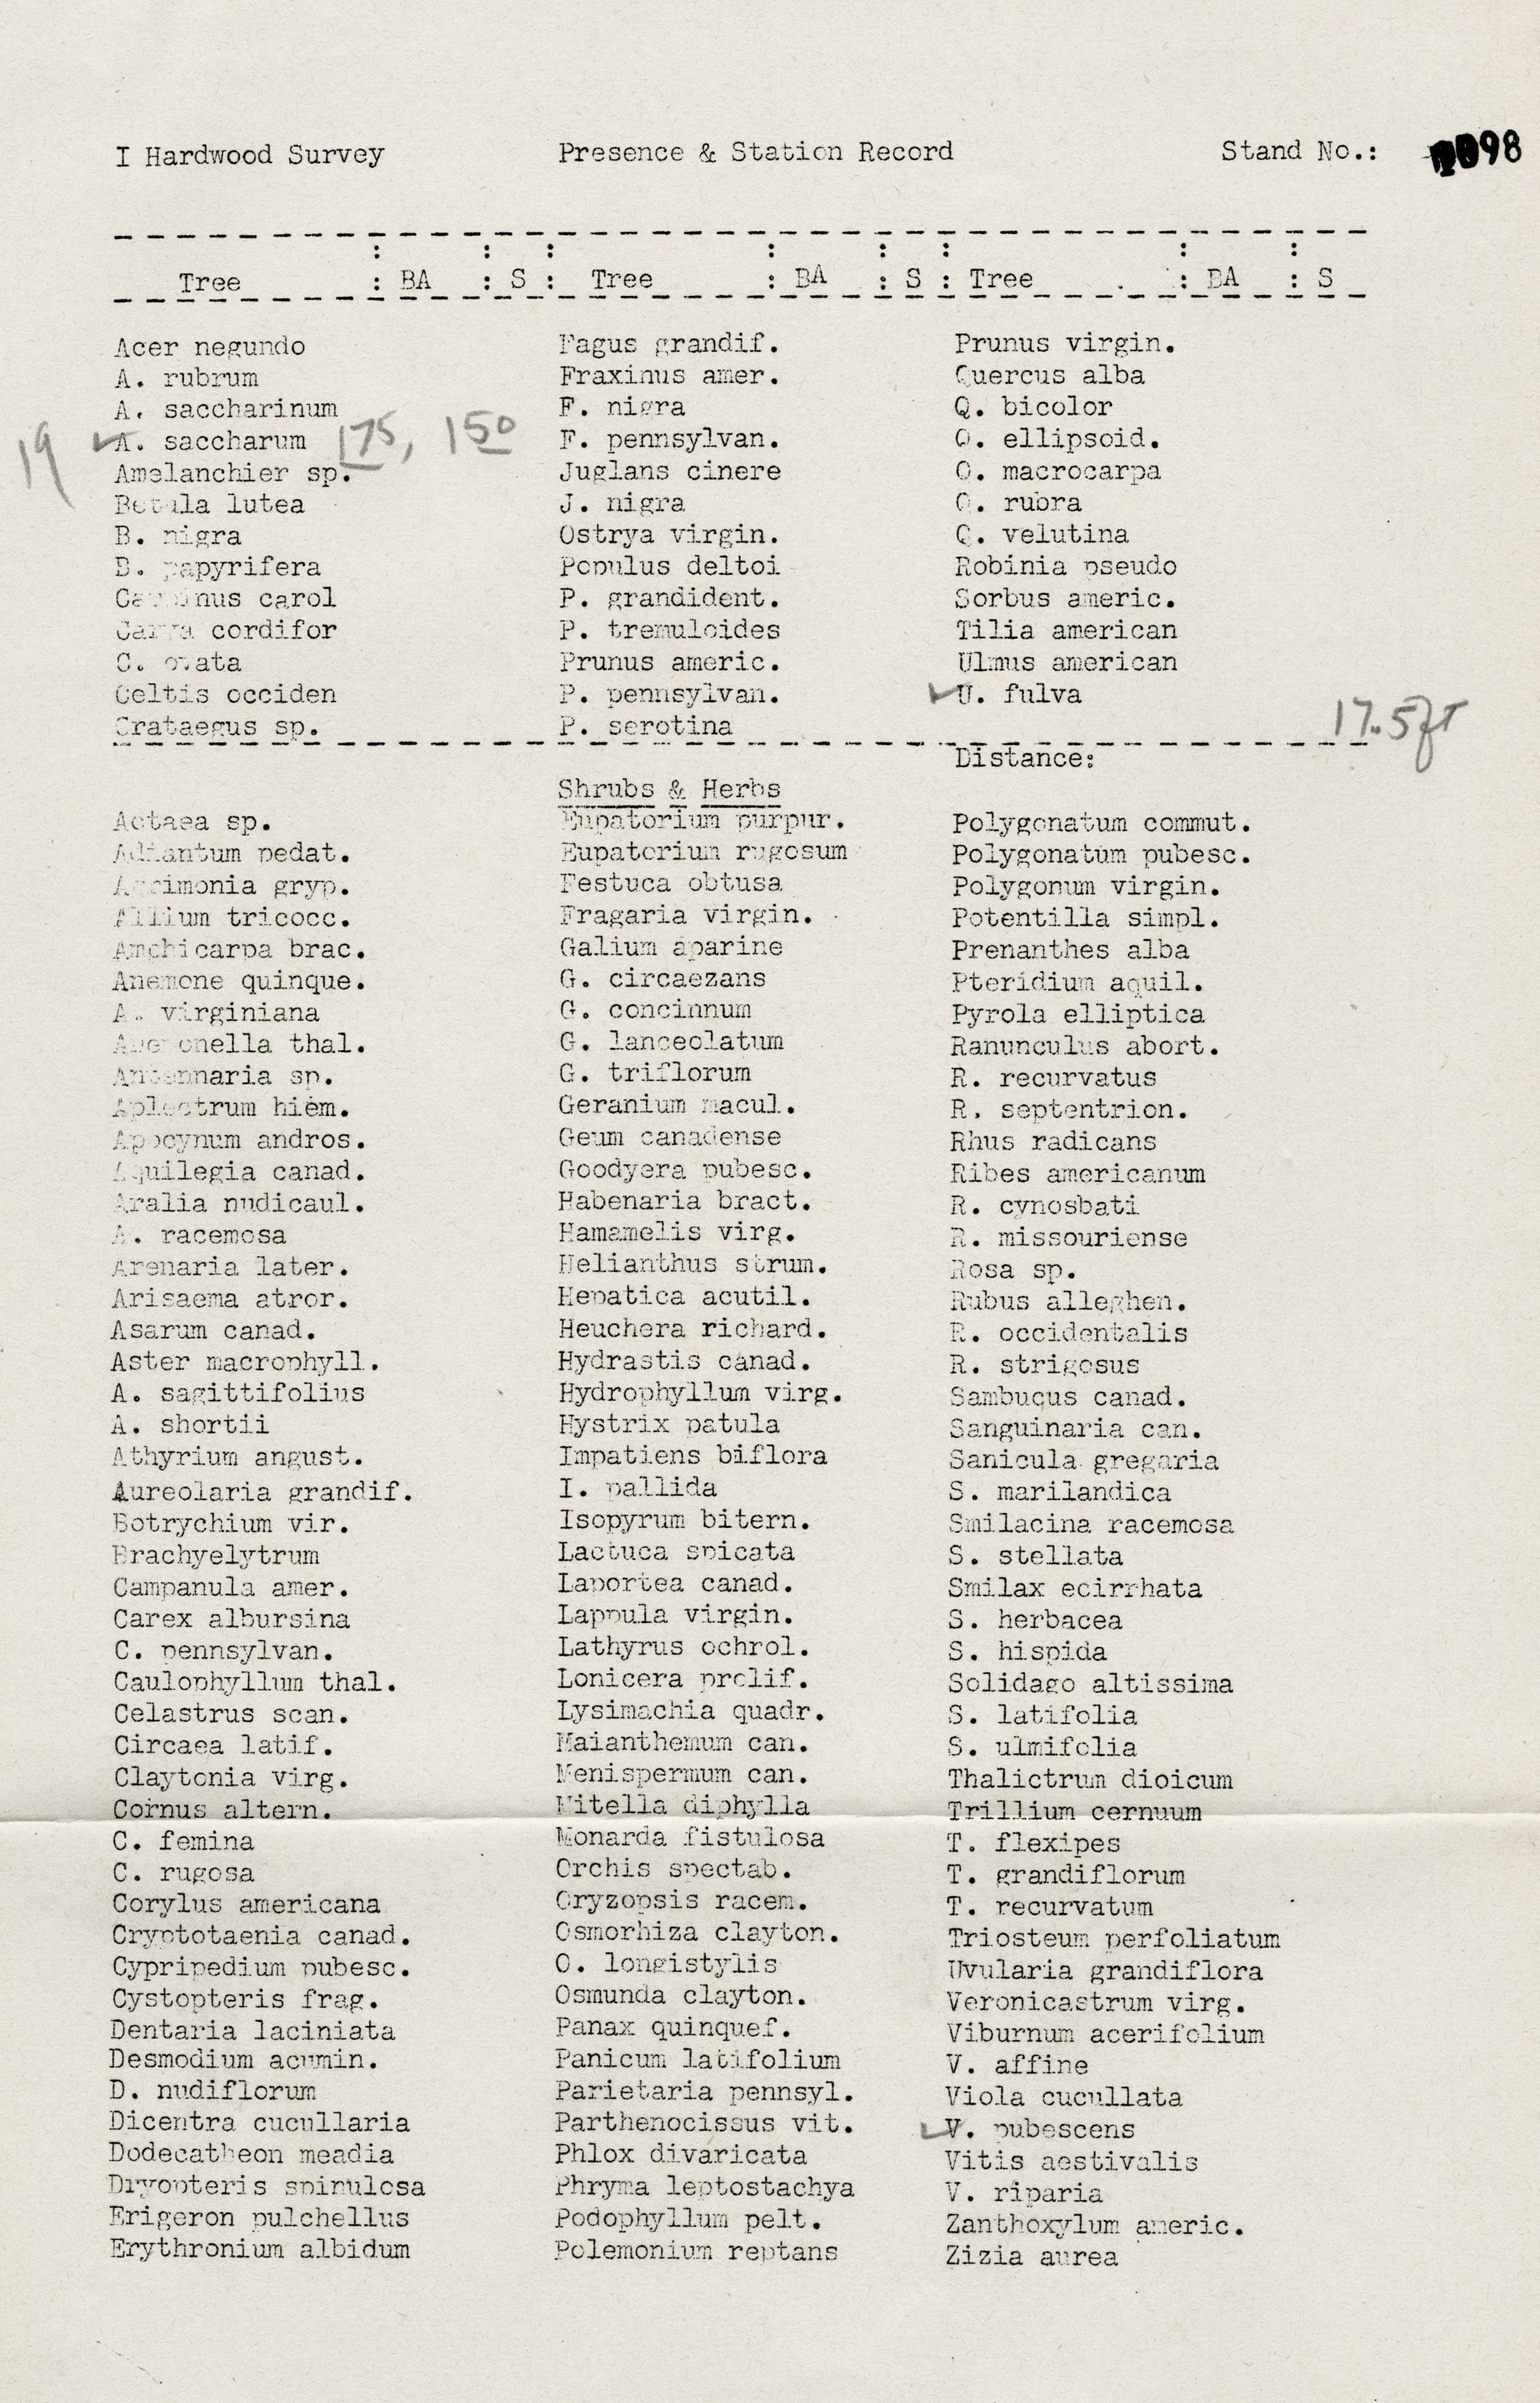 I Hardwood Survey Presence & Station Record Stand No.: 098
Tree : BA : S : Tree : BA : S : Tree : BA : S
Acer negundo
A. rubrum
A. saccharinum
19 ✓ A. saccharum 175, 150
Amelanchier sp.
Betula lutea
B. nigra
B. papyrifera
Carpinus carol
Carya cordifor
C. ovata
Celtis occiden
Crataegus sp.
Fagus grandif.
Fraxinus amer.
F. nigra
F. pennsylvan.
Juglans cinere
J. nigra
Ostrya virgin.
Populus deltoi
P. grandident.
P. tremuloides
Prunus americ.
P. pennsylvan.
P. serotina
Prunus virgin.
Quercus alba
Q. bicolor
Q. ellipsoid.
Q. macrocarpa
Q. rubra
Q. velutina
Robinia pseudo
Sorbus americ.
Tilia american
Ulmus american
✓ U. fulva
Distance: 17.5ft
Shrubs & Herbs
Actaea sp.
Adiantum pedat.
Agrimonia gryp.
Allium tricocc.
Amphicarpa brac.
Anemone quinque.
A. virginiana
Anemonella thal.
Antennaria sp.
Aplectrum hiem.
Apocynum andros.
Aquilegia canad.
Aralia nudicaul.
A. racemosa
Arenaria later.
Arisaema atror.
Asarum canad.
Aster macrophyll.
A. sagittifolius
A. shortii
Athyrium angust.
Aureolaria grandif.
Botrychium vir.
Brachyelytrum
Campanula amer.
Carex albursina
C. pennsylvan.
Caulophyllum thal.
Celastrus scan.
Circaea latif.
Claytonia virg.
Cornus altern.
C. femina
C. rugosa
Corylus americana
Cryptotaenia canad.
Cypripedium pubesc.
Cystopteris frag.
Dentaria laciniata
Desmodium acumin.
D. nudiflorum
Dicentra cucullaria
Dodecatheon meadia
Dryopteris spinulosa
Erigeron pulchellus
Erythronium albidum
Eupatorium purpur.
Eupatorium rugosum
Festuca obtusa
Fragaria virgin.
Galium aparine
G. circaezans
G. concinnum
G. lanceolatum
G. triflorum
Geranium macul.
Geum canadense
Goodyera pubesc.
Habenaria bract.
Hamamelis virg.
Helianthus strum.
Hepatica acutil.
Heuchera richard.
Hydrastis canad.
Hydrophyllum virg.
Hystrix patula
Impatiens biflora
I. pallida
Isopyrum bitern.
Lactuca spicata
Laportea canad.
Lappula virgin.
Lathyrus ochrol.
Lonicera prolif.
Lysimachia quadr.
Maianthemum can.
Menispermum can.
Mitella diphylla
Monarda fistulosa
Orchis spectab.
Oryzopsis racem.
Osmorhiza clayton.
O. longistylis
Osmunda clayton.
Panax quinquef.
Panicum latifolium
Parietaria pennsyl.
Parthenocissus vit.
Phlox divaricata
Phryma leptostachya
Podophyllum pelt.
Polemonium reptans
Polygonatum commut.
Polygonatum pubesc.
Polygonum virgin.
Potentilla simpl.
Prenanthes alba
Pteridium aquil.
Pyrola elliptica
Ranunculus abort.
R. recurvatus
R. septentrion.
Rhus radicans
Ribes americanum
R. cynosbati
R. missouriense
Rosa sp.
Rubus alleghen.
R. occidentalis
R. strigosus
Sambucus canad.
Sanguinaria can.
Sanicula gregaria
S. marilandica
Smilacina racemosa
S. stellata
Smilax ecirrhata
S. herbacea
S. hispida
Solidago altissima
S. latifolia
S. ulmifolia
Thalictrum dioicum
Trillium cernuum
T. flexipes
T. grandiflorum
T. recurvatum
Triosteum perfoliatum
Uvularia grandiflora
Veronicastrum virg.
Viburnum acerifolium
V. affine
Viola cucullata
✓ V. pubescens
Vitis aestivalis
V. riparia
Zanthoxylum americ.
Zizia aurea